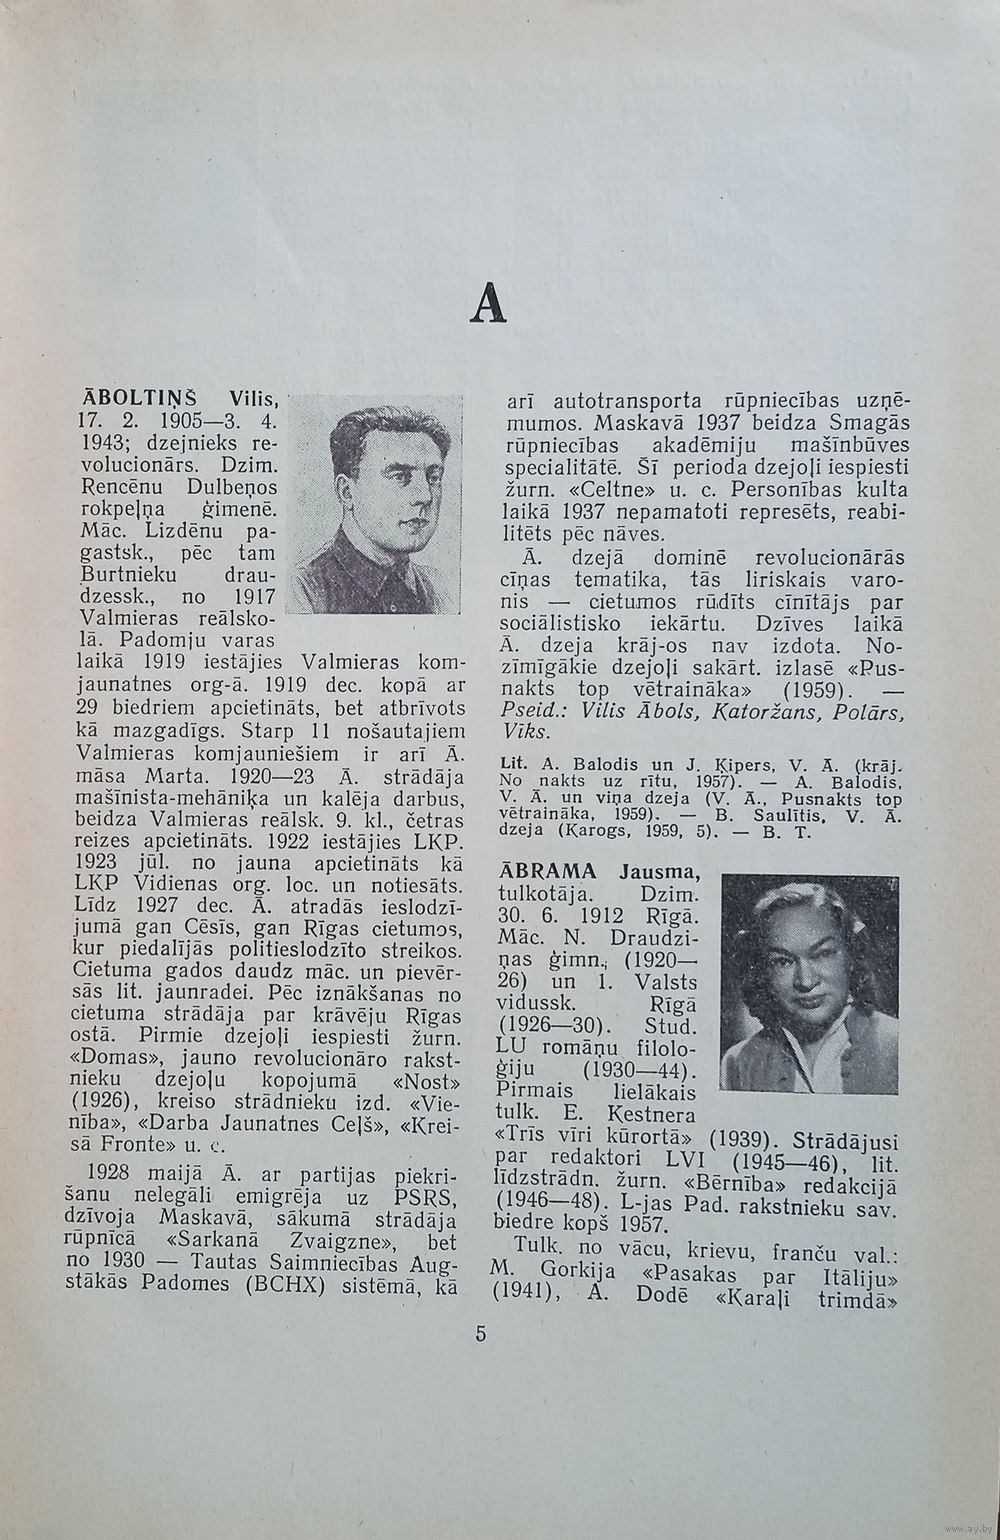 A
ĀBOLTIŅŠ Vilis,
17. 2. 1905—3. 4.
1943; dzejnieks re-
volucionārs. Dzim.
Rencēnu Dulbeņos
rokpeļņa ģimenē.
Māc. Lizdēnu pa-
gastsk., pēc tam
Burtnieku drau-
dzessk., no 1917
Valmieras reālsko-
lā. Padomju varas
laikā 1919 iestājies Valmieras kom-
jaunatnes org-ā. 1919 dec. kopā ar
29 biedriem apcietināts, bet atbrīvots
kā mazgadīgs. Starp 11 nošautajiem
Valmieras komjauniešiem ir arī Ā.
māsa Marta. 1920—23 Ā. strādāja
mašīnista-mehāniķa un kalēja darbus,
beidza Valmieras reālsk. 9. kl., četras
reizes apcietināts. 1922 iestājies LKP.
1923 jūl. no jauna apcietināts kā
LKP Vidienas org. loc. un notiesāts.
Līdz 1927 dec. Ā. atradās ieslodzī-
jumā gan Cēsīs, gan Rīgas cietumos,
kur piedalījās politieslodzīto streikos.
Cietuma gados daudz māc. un pievēr-
sās lit. jaunradei. Pēc iznākšanas no
cietuma strādāja par krāvēju Rīgas
ostā. Pirmie dzejoļi iespiesti žurn.
«Domas», jauno revolucionāro rakst-
nieku dzejoļu kopojumā «Nost»
(1926), kreiso strādnieku izd. «Vie-
nība», «Darba Jaunatnes Ceļš», «Krei-
sā Fronte» u. c.
1928 maijā Ā. ar partijas piekri-
šanu nelegāli emigrēja uz PSRS,
dzīvoja Maskavā, sākumā strādāja
rūpnīcā «Sarkanā Zvaigzne», bet
no 1930 — Tautas Saimniecības Aug-
stākās Padomes (ВСНХ) sistēmā, kā
arī autotransporta rūpniecības uzņē-
mumos. Maskavā 1937 beidza Smagās
rūpniecības akadēmiju mašīnbūves
specialitātē. Šī perioda dzejoļi iespiesti
žurn. «Celtne» u. c. Personības kulta
laikā 1937 nepamatoti represēts, reabi-
litēts pēc nāves.
Ā. dzejā dominē revolucionārās
cīņas tematika, tās liriskais varo-
nis — cietumos rūdīts cīnītājs par
sociālistisko iekārtu. Dzīves laikā
Ā. dzeja krāj-os nav izdota. No-
zīmīgākie dzejoļi sakārt. izlasē «Pus-
nakts top vētraināka» (1959). —
Pseid.: Vilis Ābols, Katoržans, Polārs,
Vīks.
Lit. A. Balodis un J. Ķipers, V. Ā. (krāj.
No nakts uz rītu, 1957). — A. Balodis,
V. Ā. un viņa dzeja (V. Ā., Pusnakts top
vētraināka, 1959). — B. Saulītis, V. Ā.
dzeja (Karogs, 1959, 5). — B. T.
ĀBRAMA Jausma,
tulkotāja. Dzim.
30. 6. 1912 Rīgā.
Māc. N. Draudzi-
ņas ģimn., (1920—
26) un 1. Valsts
vidussk. Rīgā
(1926—30). Stud.
LU romāņu filolo-
ģiju (1930—44).
Pirmais lielākais
tulk. E. Kestnera
«Trīs vīri kūrortā» (1939). Strādājusi
par redaktori LVI (1945—46), lit.
līdzstrādn. žurn. «Bērnība» redakcijā
(1946—48). L-jas Pad. rakstnieku sav.
biedre kopš 1957.
Tulk. no vācu, krievu, franču val.:
M. Gorkija «Pasakas par Itāliju»
(1941), A. Dodē «Karaļi trimdā»
5
www.ay.by